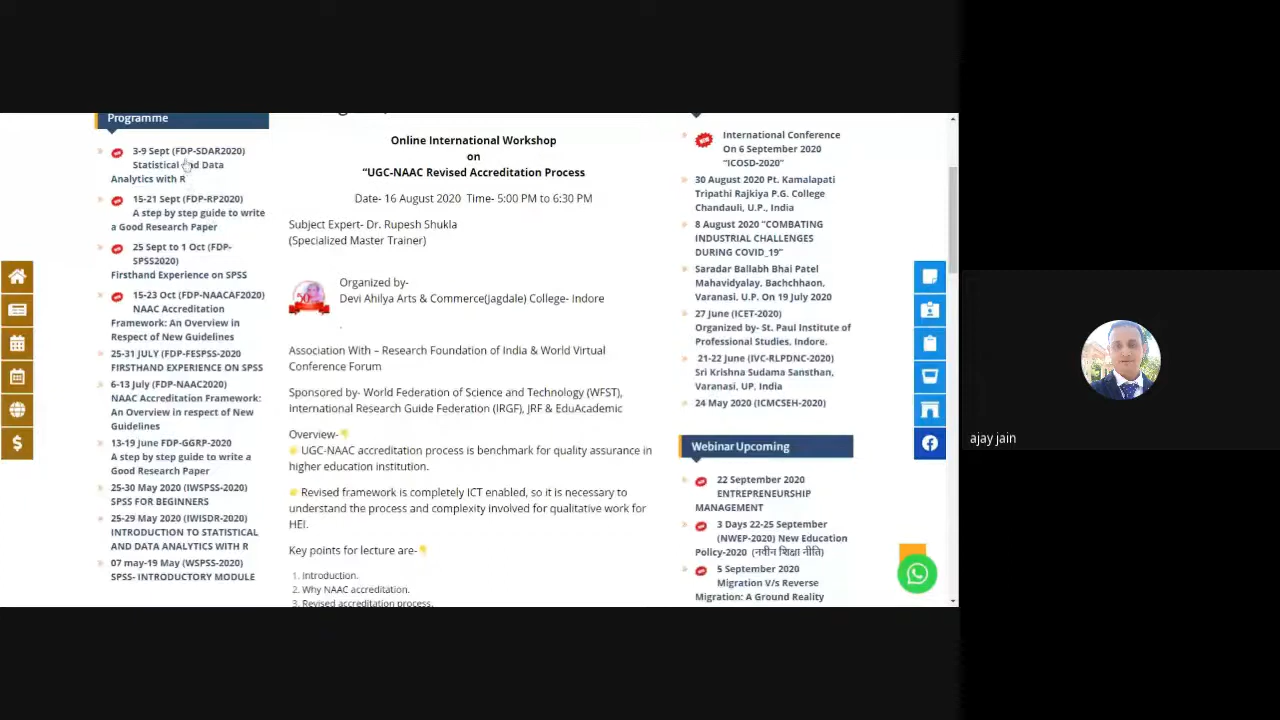 Programme
3-9 Sept (FDP-SDAR2020)
Statistical and Data
Analytics with R
15-21 Sept (FDP-RP2020)
A step by step guide to write
a Good Research Paper
25 Sept to 1 Oct (FDP-
SPSS2020)
Firsthand Experience on SPSS
15-23 Oct (FDP-NAACAF2020)
NAAC Accreditation
Framework: An Overview in
Respect of New Guidelines
25-31 JULY (FDP-FESPSS-2020
FIRSTHAND EXPERIENCE ON SPSS
6-13 July (FDP-NAAC2020)
NAAC Accreditation Framework:
An Overview in respect of New
Guidelines
13-19 June FDP-GGRP-2020
A step by step guide to write a
Good Research Paper
25-30 May 2020 (IWSPSS-2020)
SPSS FOR BEGINNERS
25-29 May 2020 (IWISDR-2020)
INTRODUCTION TO STATISTICAL
AND DATA ANALYTICS WITH R
07 may-19 May (WSPSS-2020)
SPSS- INTRODUCTORY MODULE
Online International Workshop
on
“UGC-NAAC Revised Accreditation Process
Date- 16 August 2020 Time- 5:00 PM to 6:30 PM
Subject Expert- Dr. Rupesh Shukla
(Specialized Master Trainer)
50
Organized by-
Devi Ahilya Arts & Commerce(Jagdale) College- Indore
.
Association With – Research Foundation of India & World Virtual
Conference Forum
Sponsored by- World Federation of Science and Technology (WFST),
International Research Guide Federation (IRGF), JRF & EduAcademic
Overview-👇
UGC-NAAC accreditation process is benchmark for quality assurance in
higher education institution.
Revised framework is completely ICT enabled, so it is necessary to
understand the process and complexity involved for qualitative work for
HEI.
Key points for lecture are-👇
1. Introduction.
2. Why NAAC accreditation.
3. Revised accreditation process.
International Conference
On 6 September 2020
“ICOSD-2020”
30 August 2020 Pt. Kamalapati
Tripathi Rajkiya P.G. College
Chandauli, U.P., India
8 August 2020 “COMBATING
INDUSTRIAL CHALLENGES
DURING COVID_19”
Saradar Ballabh Bhai Patel
Mahavidyalay, Bachchhaon,
Varanasi, U.P. On 19 July 2020
27 June (ICET-2020)
Organized by- St. Paul Institute of
Professional Studies, Indore.
21-22 June (IVC-RLPDNC-2020)
Sri Krishna Sudama Sansthan,
Varanasi, UP, India
24 May 2020 (ICMCSEH-2020)
Webinar Upcoming
22 September 2020
ENTREPRENEURSHIP
MANAGEMENT
3 Days 22-25 September
(NWEP-2020) New Education
Policy-2020 (नवीन शिक्षा नीति)
5 September 2020
Migration V/s Reverse
Migration: A Ground Reality
ajay jain